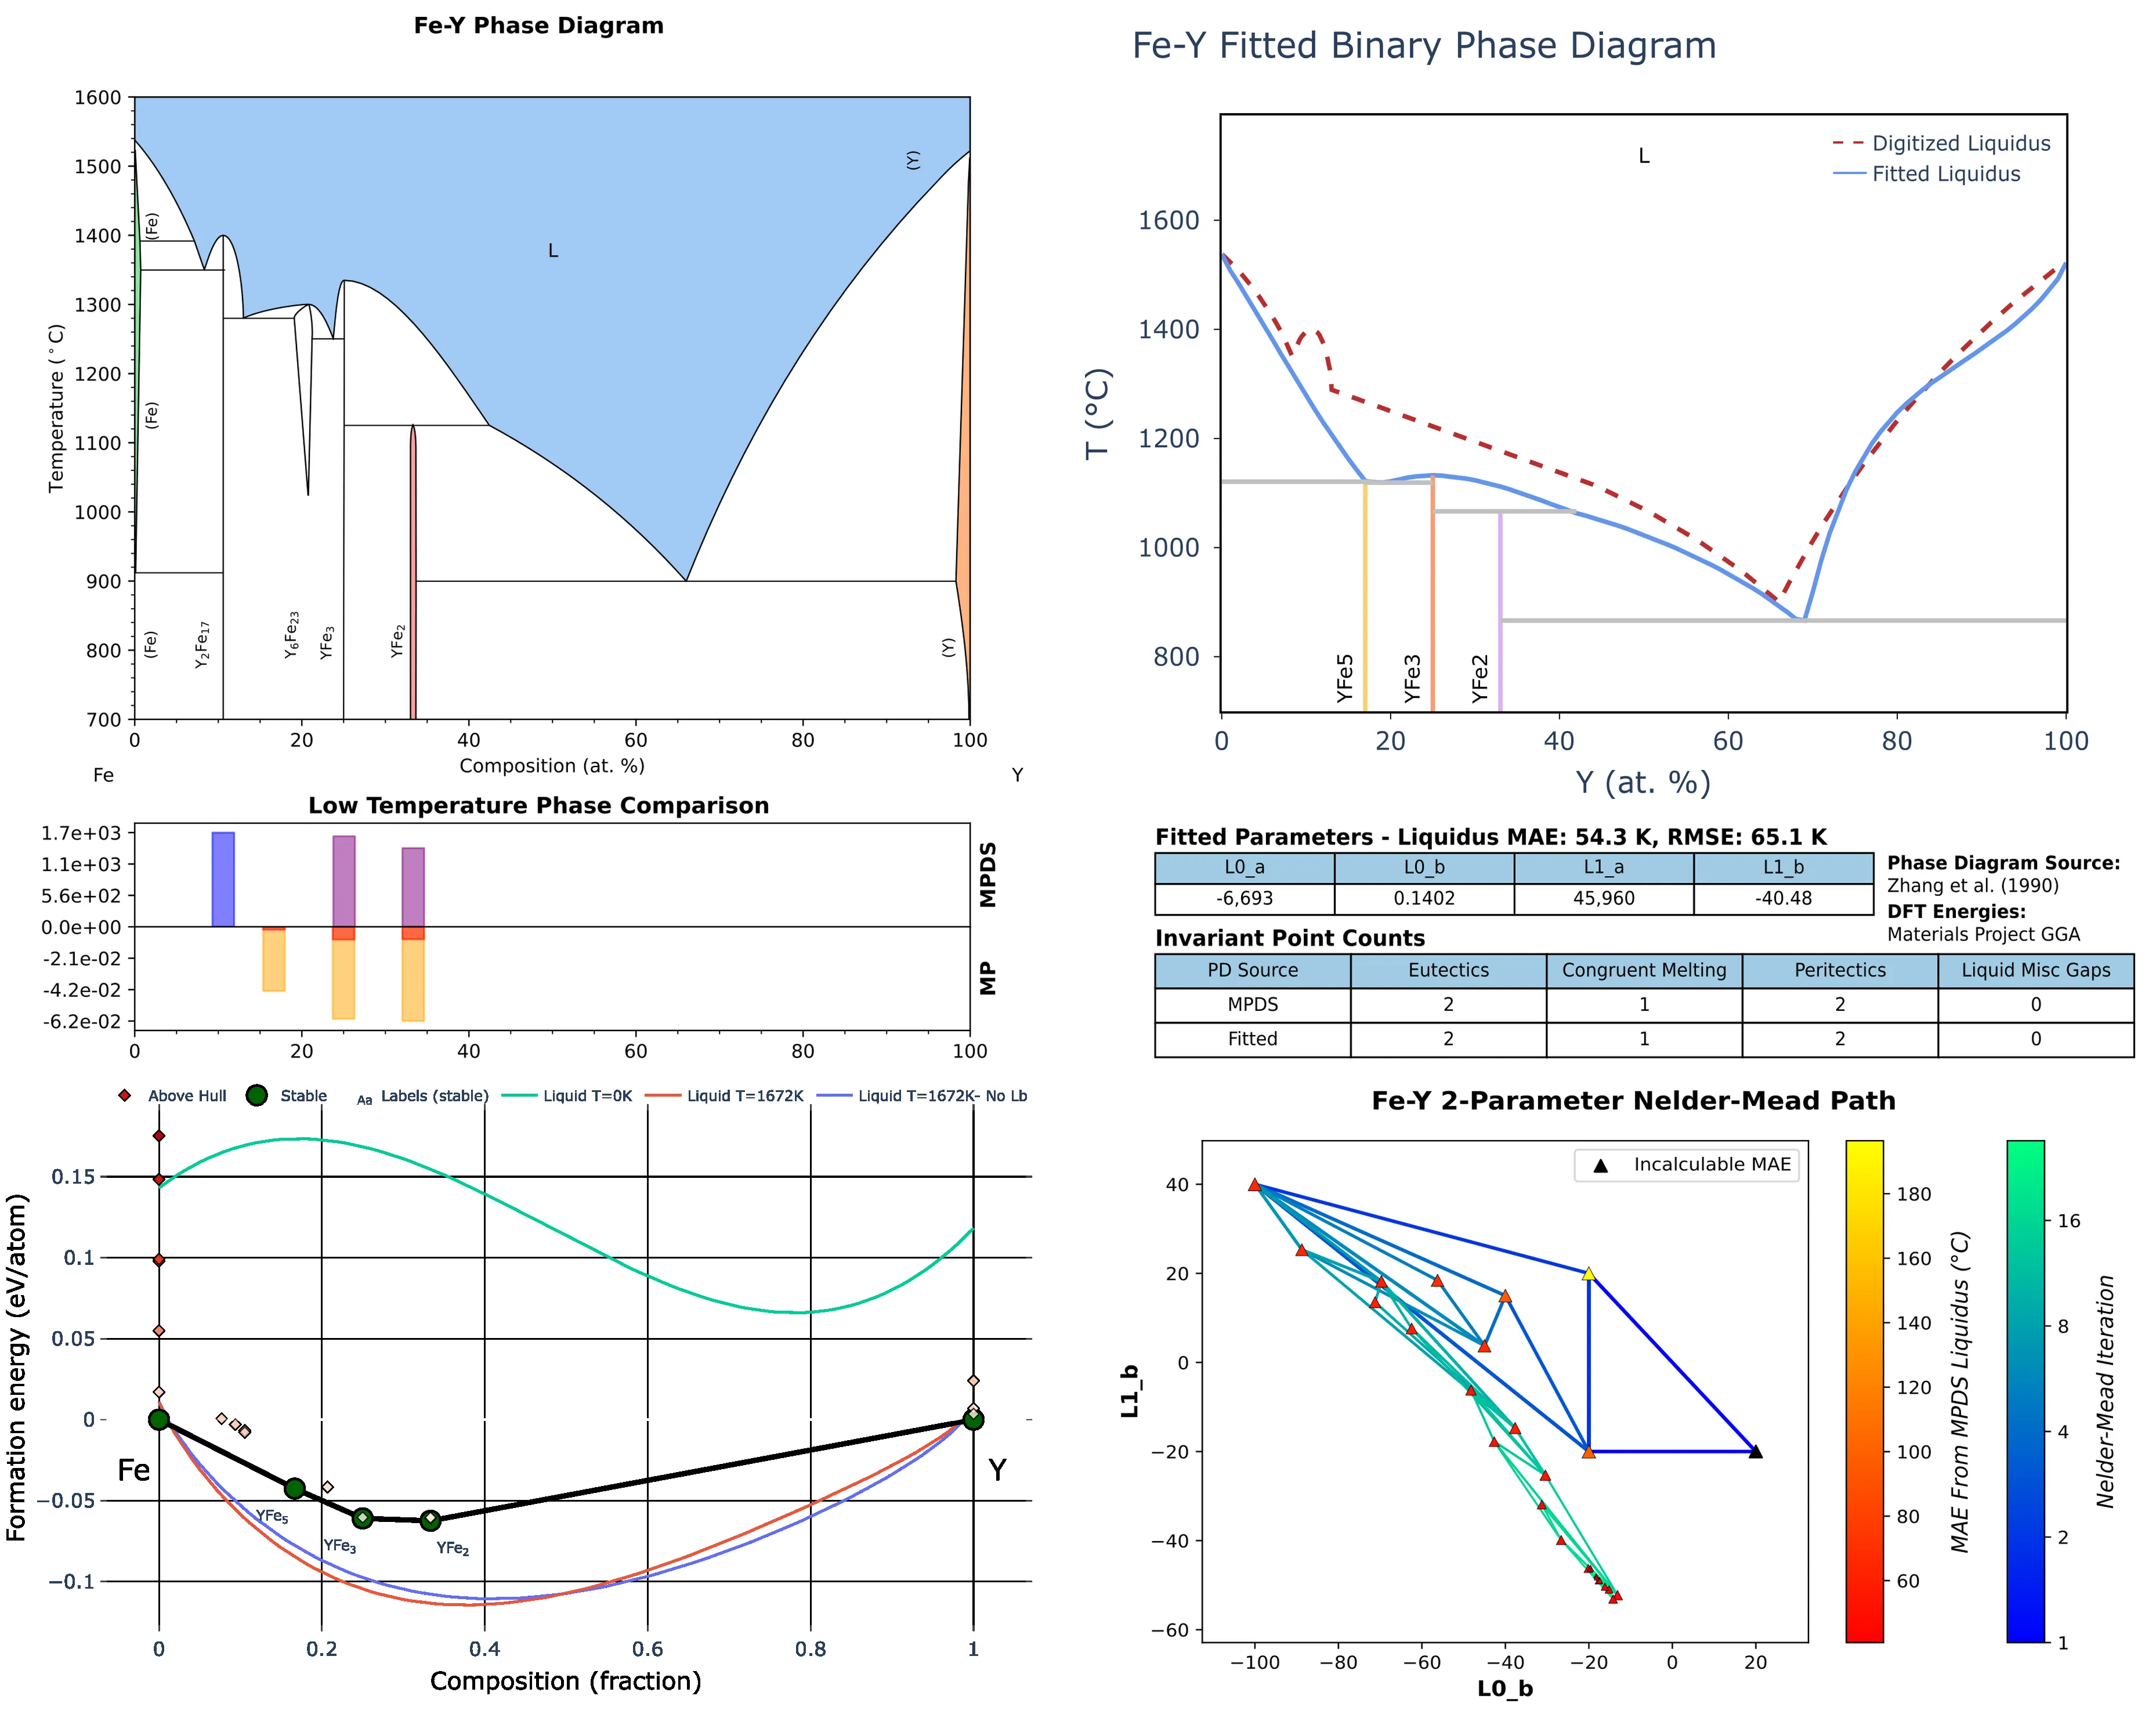 Fe-Y Phase Diagram
1600
1500
1400
1300
1200
1100
1000
900
800
700
Temperature (°C)
(Fe)
(Fe)
(Fe)
Y2Fe17
Y6Fe23
YFe3
YFe2
L
(Y)
(Y)
0 20 40 60 80 100
Composition (at. %)
Fe
Y
Fe-Y Fitted Binary Phase Diagram
L
Digitized Liquidus
Fitted Liquidus
1600
1400
1200
1000
800
T (°C)
YFe5
YFe3
YFe2
0 20 40 60 80 100
Y (at. %)
Low Temperature Phase Comparison
1.7e+03
1.1e+03
5.6e+02
0.0e+00
-2.1e-02
-4.2e-02
-6.2e-02
MPDS
MP
0 20 40 60 80 100
Fitted Parameters - Liquidus MAE: 54.3 K, RMSE: 65.1 K
L0_a L0_b L1_a L1_b
-6,693 0.1402 45,960 -40.48
Phase Diagram Source:
Zhang et al. (1990)
DFT Energies:
Materials Project GGA
Invariant Point Counts
PD Source Eutectics Congruent Melting Peritectics Liquid Misc Gaps
MPDS 2 1 2 0
Fitted 2 1 2 0
Above Hull Stable Aa Labels (stable) Liquid T=0K Liquid T=1672K Liquid T=1672K- No Lb
0.15
0.1
0.05
0
−0.05
−0.1
Formation energy (eV/atom)
Fe
Y
YFe5
YFe3
YFe2
0 0.2 0.4 0.6 0.8 1
Composition (fraction)
Fe-Y 2-Parameter Nelder-Mead Path
Incalculable MAE
40
20
0
−20
−40
−60
L1_b
−100 −80 −60 −40 −20 0 20
L0_b
180
160
140
120
100
80
60
MAE From MPDS Liquidus (°C)
16
8
4
2
1
Nelder-Mead Iteration